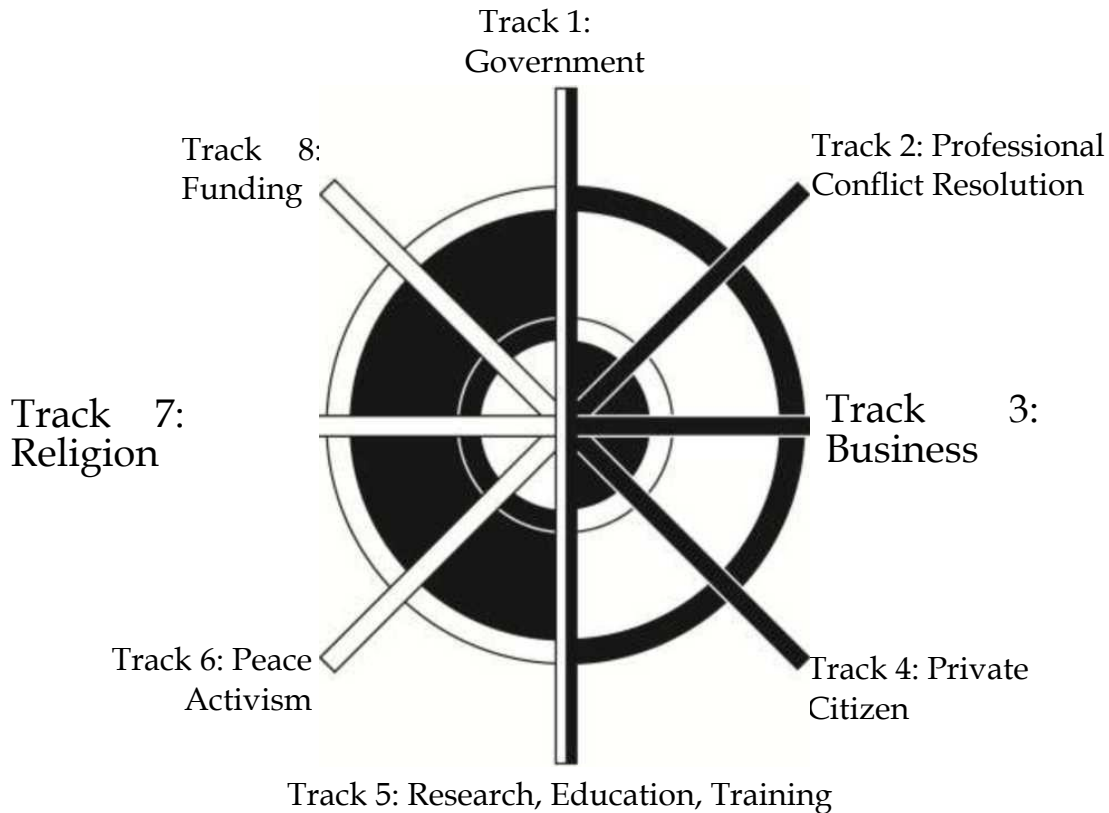 Track 1:
Government
Track 8:
Funding
Track 2: Professional
Conflict Resolution
Track 7:
Religion
Track 3:
Business
Track 6: Peace
Activism
Track 4: Private
Citizen
Track 5: Research, Education, Training